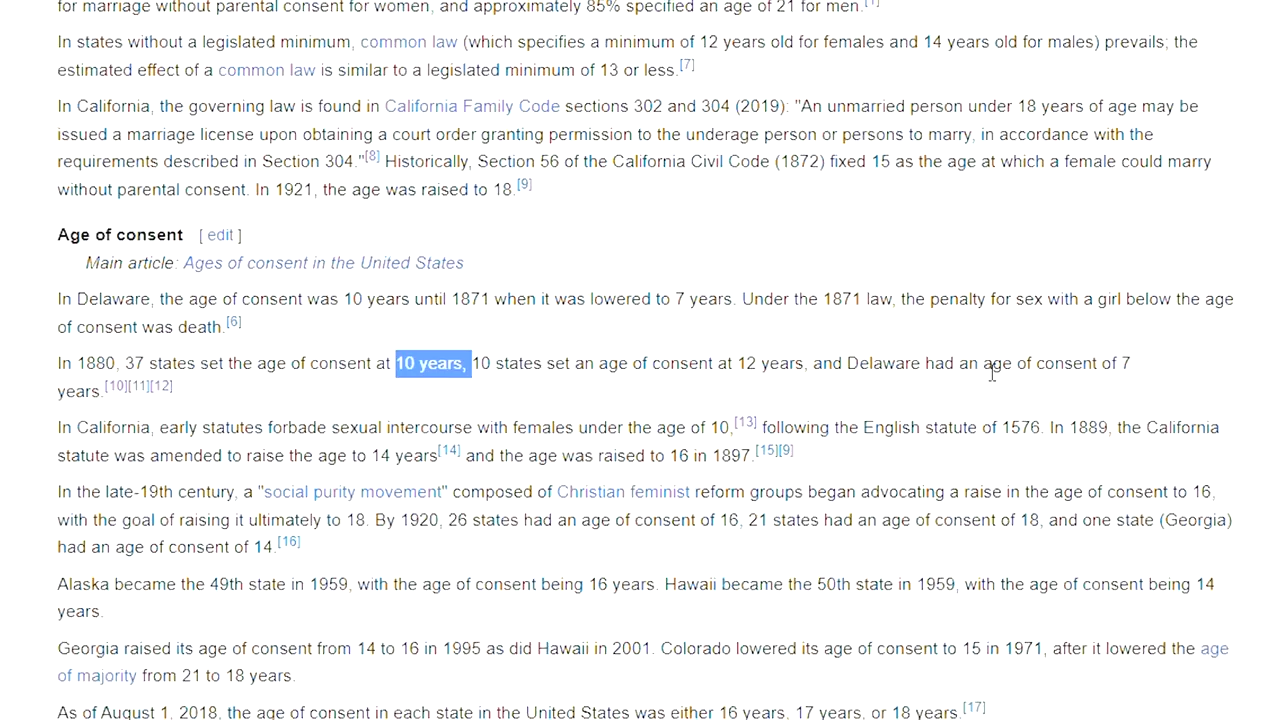 for marriage without parental consent for women, and approximately 85% specified an age of 21 for men.[1]
In states without a legislated minimum, common law (which specifies a minimum of 12 years old for females and 14 years old for males) prevails; the
estimated effect of a common law is similar to a legislated minimum of 13 or less.[7]
In California, the governing law is found in California Family Code sections 302 and 304 (2019): "An unmarried person under 18 years of age may be
issued a marriage license upon obtaining a court order granting permission to the underage person or persons to marry, in accordance with the
requirements described in Section 304."[8] Historically, Section 56 of the California Civil Code (1872) fixed 15 as the age at which a female could marry
without parental consent. In 1921, the age was raised to 18.[9]
Age of consent [ edit ]
Main article: Ages of consent in the United States
In Delaware, the age of consent was 10 years until 1871 when it was lowered to 7 years. Under the 1871 law, the penalty for sex with a girl below the age
of consent was death.[6]
In 1880, 37 states set the age of consent at 10 years, 10 states set an age of consent at 12 years, and Delaware had an age of consent of 7
years.[10][11][12]
In California, early statutes forbade sexual intercourse with females under the age of 10,[13] following the English statute of 1576. In 1889, the California
statute was amended to raise the age to 14 years[14] and the age was raised to 16 in 1897.[15][9]
In the late-19th century, a "social purity movement" composed of Christian feminist reform groups began advocating a raise in the age of consent to 16,
with the goal of raising it ultimately to 18. By 1920, 26 states had an age of consent of 16, 21 states had an age of consent of 18, and one state (Georgia)
had an age of consent of 14.[16]
Alaska became the 49th state in 1959, with the age of consent being 16 years. Hawaii became the 50th state in 1959, with the age of consent being 14
years.
Georgia raised its age of consent from 14 to 16 in 1995 as did Hawaii in 2001. Colorado lowered its age of consent to 15 in 1971, after it lowered the age
of majority from 21 to 18 years.
As of August 1, 2018, the age of consent in each state in the United States was either 16 years, 17 years, or 18 years.[17]